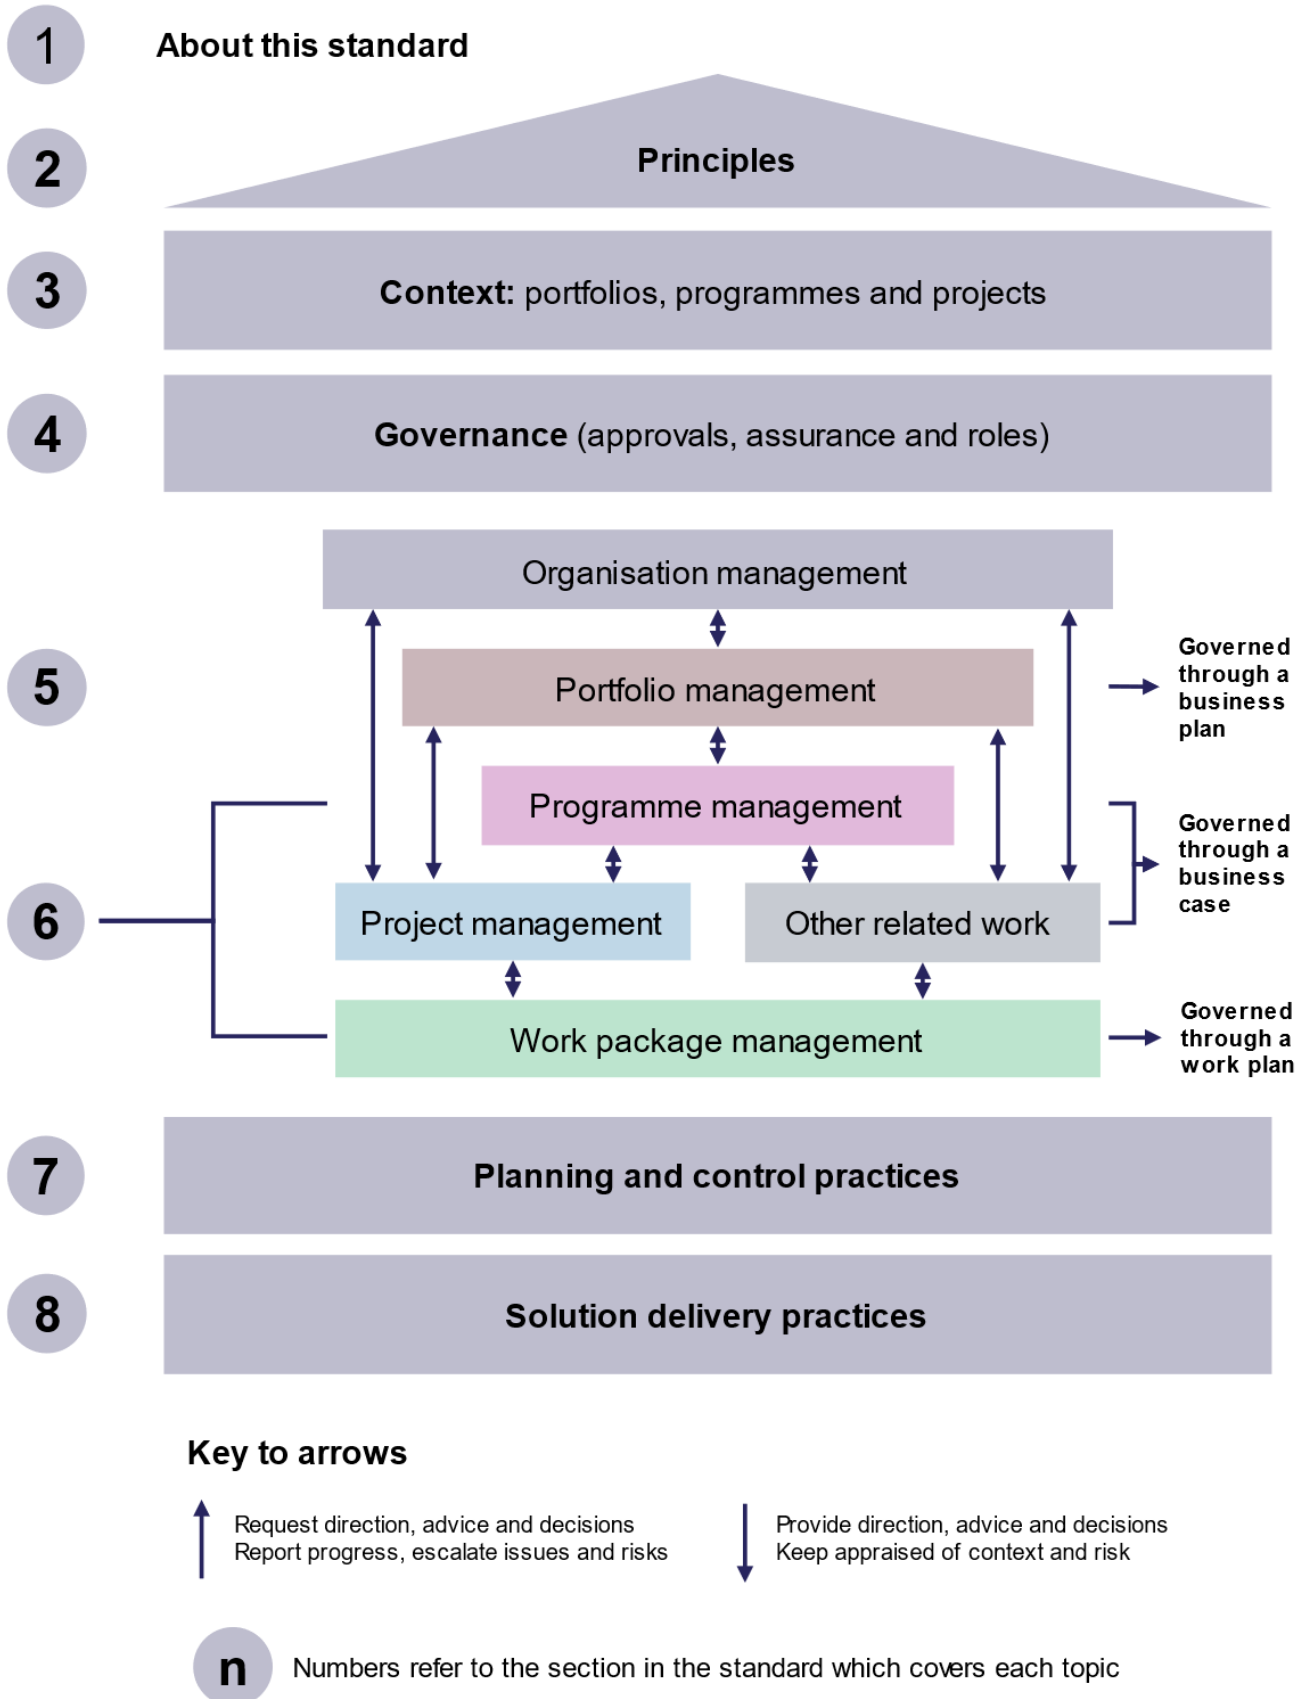 1
About this standard
2
Principles
3
Context: portfolios, programmes and projects
4
Governance (approvals, assurance and roles)
Organisation management
5
Portfolio management
Governed
through a
business
plan
Programme management
Governed
through a
business
case
6
Project management
Other related work
Work package management
Governed
through a
work plan
7
Planning and control practices
8
Solution delivery practices
Key to arrows
Request direction, advice and decisions
Report progress, escalate issues and risks
Provide direction, advice and decisions
Keep appraised of context and risk
n
Numbers refer to the section in the standard which covers each topic